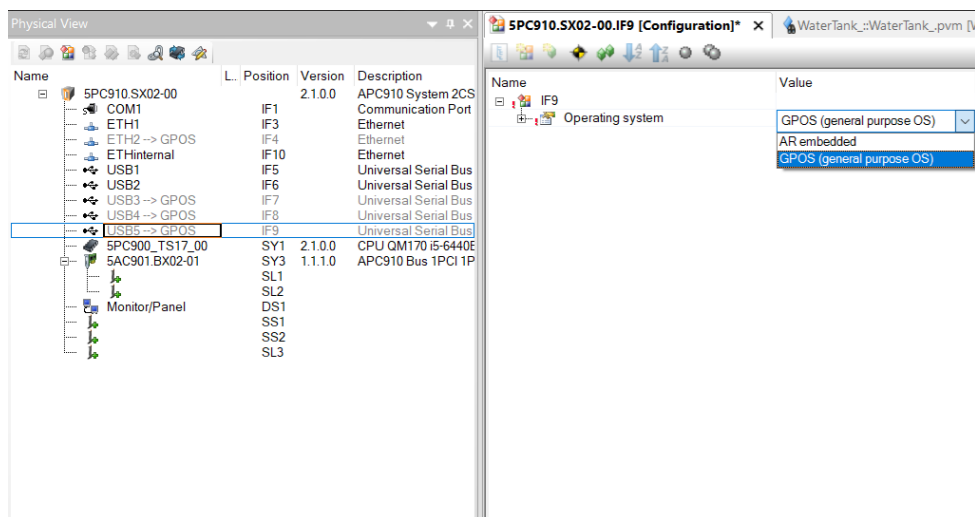 Physical View
Name L.. Position Version Description
5PC910.SX02-00 2.1.0.0 APC910 System 2CS
COM1 IF1 Communication Port
ETH1 IF3 Ethernet
ETH2 --> GPOS IF4 Ethernet
ETHinternal IF10 Ethernet
USB1 IF5 Universal Serial Bus
USB2 IF6 Universal Serial Bus
USB3 --> GPOS IF7 Universal Serial Bus
USB4 --> GPOS IF8 Universal Serial Bus
USB5 --> GPOS IF9 Universal Serial Bus
5PC900_TS17_00 SY1 2.1.0.0 CPU QM170 i5-6440E
5AC901.BX02-01 SY3 1.1.1.0 APC910 Bus 1PCI 1P
SL1
SL2
Monitor/Panel DS1
SS1
SS2
SL3
5PC910.SX02-00.IF9 [Configuration]* X WaterTank_::WaterTank_.pvm [V
Name Value
IF9
Operating system GPOS (general purpose OS)
AR embedded
GPOS (general purpose OS)